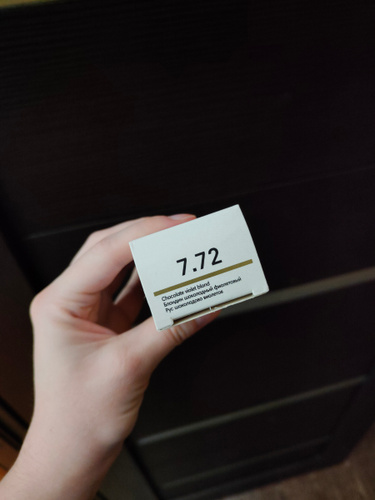 7.72
Chocolate violet blond
Блондин шоколадный фиолетовый
Рус шоколадово виолетов